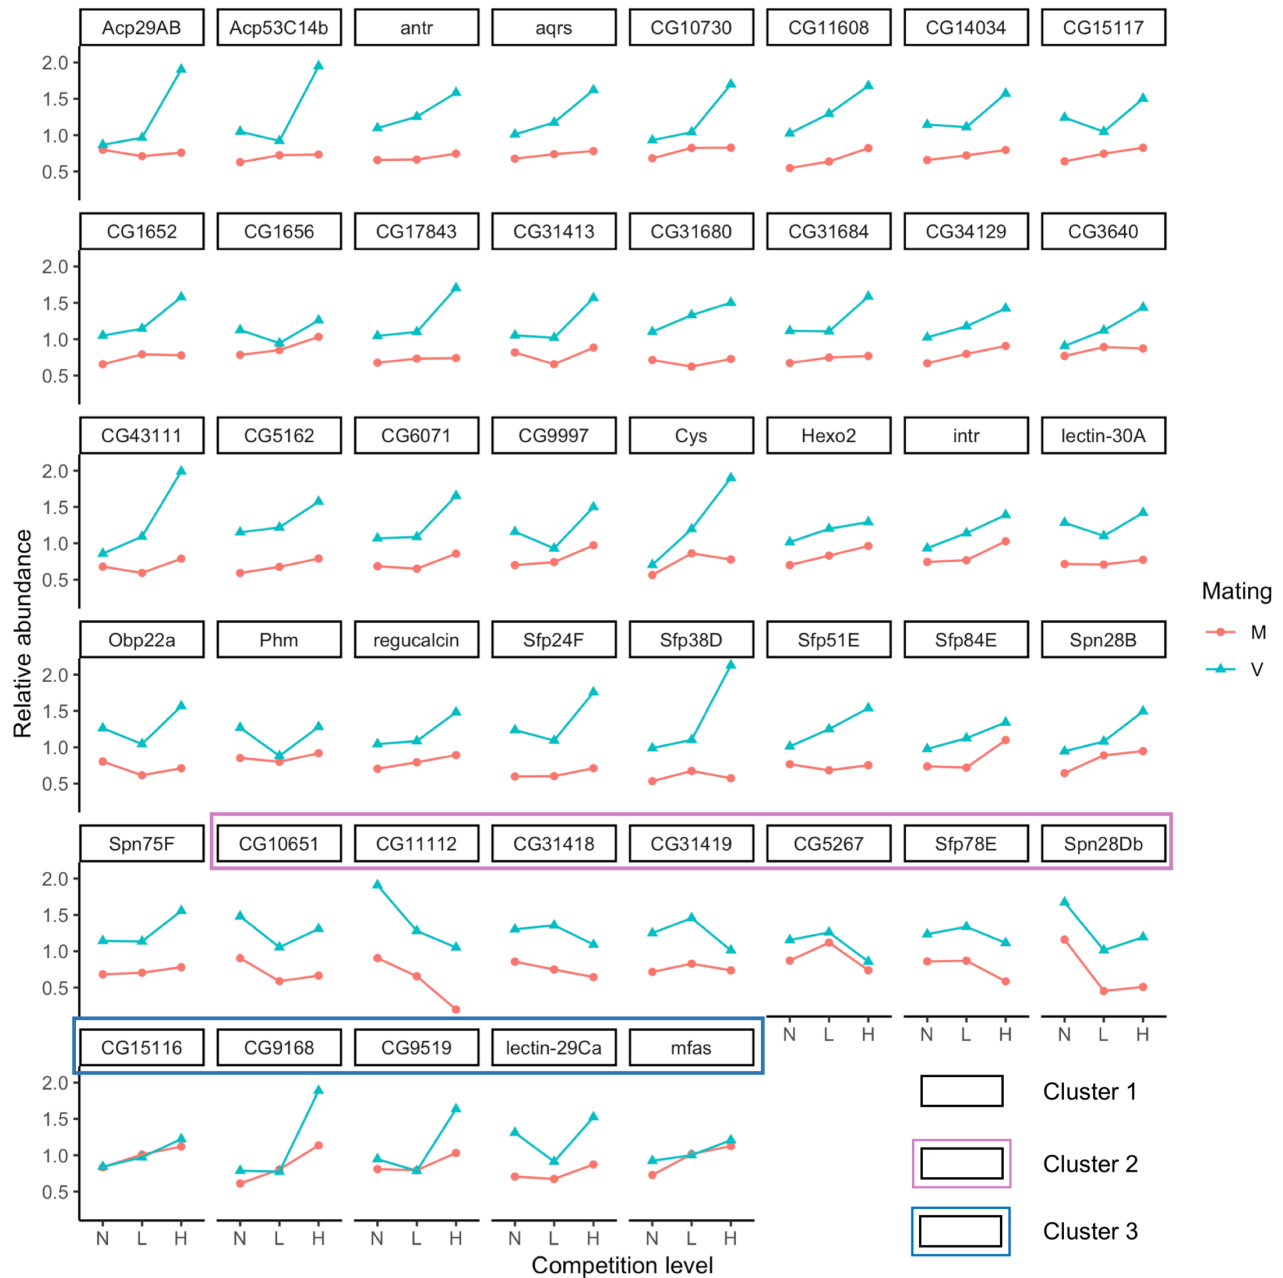 Acp29AB Acp53C14b antr aqrs CG10730 CG11608 CG14034 CG15117
2.0
1.5
1.0
0.5
CG1652 CG1656 CG17843 CG31413 CG31680 CG31684 CG34129 CG3640
2.0
1.5
1.0
0.5
CG43111 CG5162 CG6071 CG9997 Cys Hexo2 intr lectin-30A
2.0
1.5
1.0
0.5
Relative abundance
Mating
M
V
Obp22a Phm regucalcin Sfp24F Sfp38D Sfp51E Sfp84E Spn28B
2.0
1.5
1.0
0.5
Spn75F CG10651 CG11112 CG31418 CG31419 CG5267 Sfp78E Spn28Db
2.0
1.5
1.0
0.5
N L H N L H N L H
CG15116 CG9168 CG9519 lectin-29Ca mfas
2.0
1.5
1.0
0.5
N L H N L H N L H N L H N L H
Competition level
Cluster 1
Cluster 2
Cluster 3